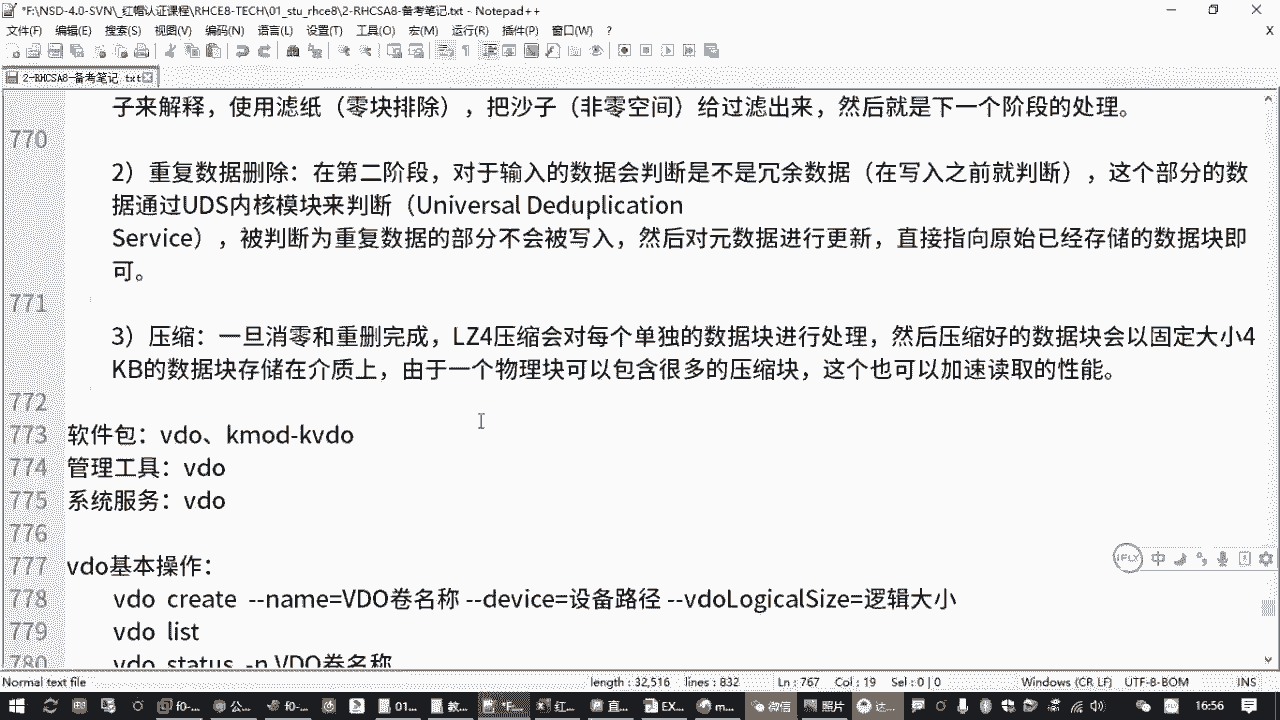 *F:\NSD-4.0-SVN\_红帽认证课程\RHCE8-TECH\01_stu_rhce8\2-RHCSA8-备考笔记.txt - Notepad++
文件(F) 编辑(E) 搜索(S) 视图(V) 编码(N) 语言(L) 设置(T) 工具(O) 宏(M) 运行(R) 插件(P) 窗口(W) ? X
2-RHCSA8-备考笔记.txt
子来解释，使用滤纸（零块排除），把沙子（非零空间）给过滤出来，然后就是下一个阶段的处理。
770
2）重复数据删除：在第二阶段，对于输入的数据会判断是不是冗余数据（在写入之前就判断），这个部分的数
据通过UDS内核模块来判断（Universal Deduplication
Service），被判断为重复数据的部分不会被写入，然后对元数据进行更新，直接指向原始已经存储的数据块即
可。
771
3）压缩：一旦消零和重删完成，LZ4压缩会对每个单独的数据块进行处理，然后压缩好的数据块会以固定大小4
KB的数据块存储在介质上，由于一个物理块可以包含很多的压缩块，这个也可以加速读取的性能。
772
773 软件包：vdo、kmod-kvdo
774 管理工具：vdo
775 系统服务：vdo
776
777 vdo基本操作：
778 vdo create --name=VDO卷名称 --device=设备路径 --vdoLogicalSize=逻辑大小
779 vdo list
780 vdo status -n VDO卷名称
iFLY 中
Normal text file length : 32,516 lines : 832 Ln : 767 Col : 19 Sel : 0 | 0 Windows (CR LF) UTF-8-BOM INS
f0-... 公... f0-... 01... 教... *F... 红... 直... EX... m... 微信 照片 达... 16:56